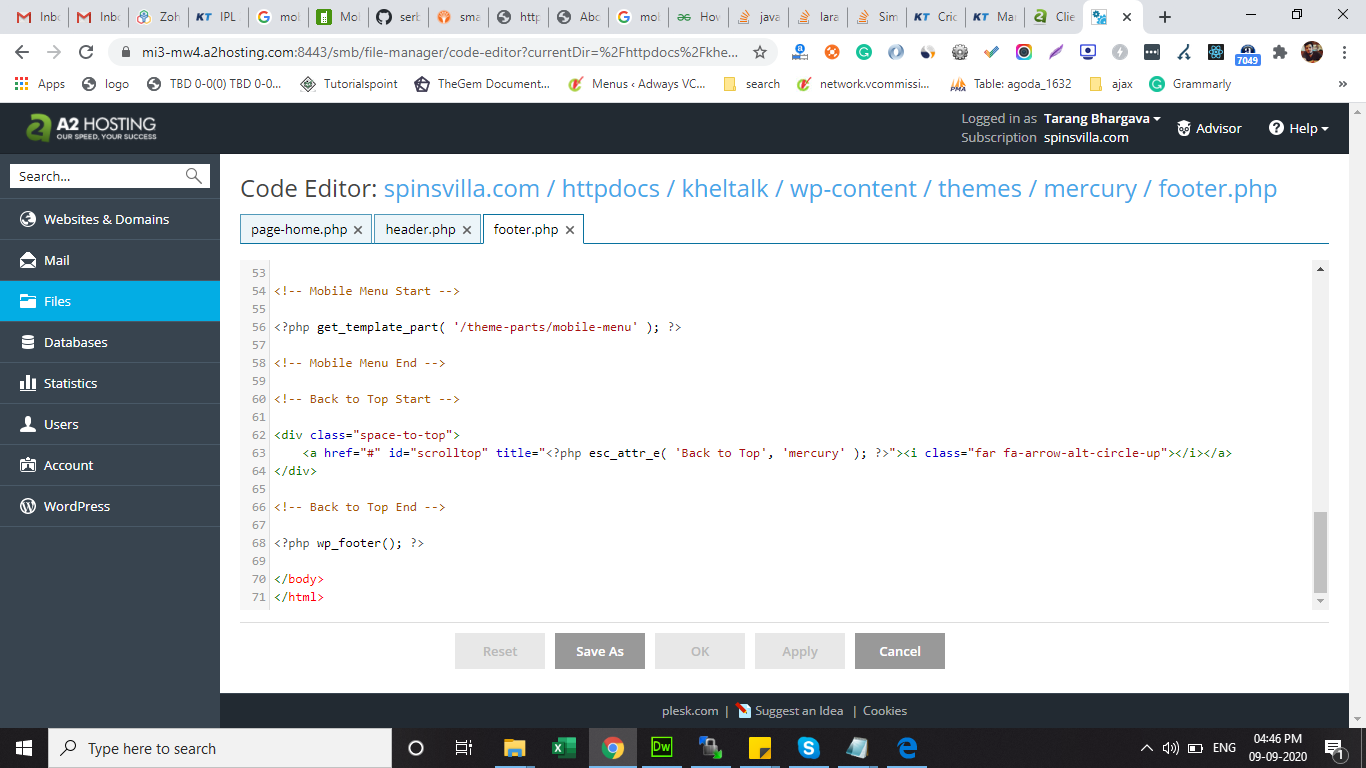 Inbo
Inbo
Zoh
KT IPL
mol
Mol
serb
sma
http
Abc
mol
Hov
java
lara
Sim
KT Cric
KT Mar
Clie
mi3-mw4.a2hosting.com:8443/smb/file-manager/code-editor?currentDir=%2Fhttpdocs%2Fkhe...
7049
Apps
logo
TBD 0-0(0) TBD 0-0...
Tutorialspoint
TheGem Document...
Menus ‹ Adways VC...
search
network.vcommissi...
PMA
Table: agoda_1632
ajax
Grammarly
»
A2 HOSTING
OUR SPEED, YOUR SUCCESS
Logged in as Tarang Bhargava
Subscription spinsvilla.com
Advisor
Help
Search...
Websites & Domains
Mail
Files
Databases
Statistics
Users
Account
WordPress
Code Editor: spinsvilla.com / httpdocs / kheltalk / wp-content / themes / mercury / footer.php
page-home.php ×
header.php ×
footer.php ×
53
54 <!-- Mobile Menu Start -->
55
56 <?php get_template_part( '/theme-parts/mobile-menu' ); ?>
57
58 <!-- Mobile Menu End -->
59
60 <!-- Back to Top Start -->
61
62 <div class="space-to-top">
63 <a href="#" id="scrolltop" title="<?php esc_attr_e( 'Back to Top', 'mercury' ); ?>"><i class="far fa-arrow-alt-circle-up"></i></a>
64 </div>
65
66 <!-- Back to Top End -->
67
68 <?php wp_footer(); ?>
69
70 </body>
71 </html>
Reset
Save As
OK
Apply
Cancel
plesk.com | Suggest an Idea | Cookies
Type here to search
Dw
ENG
04:46 PM
09-09-2020
1